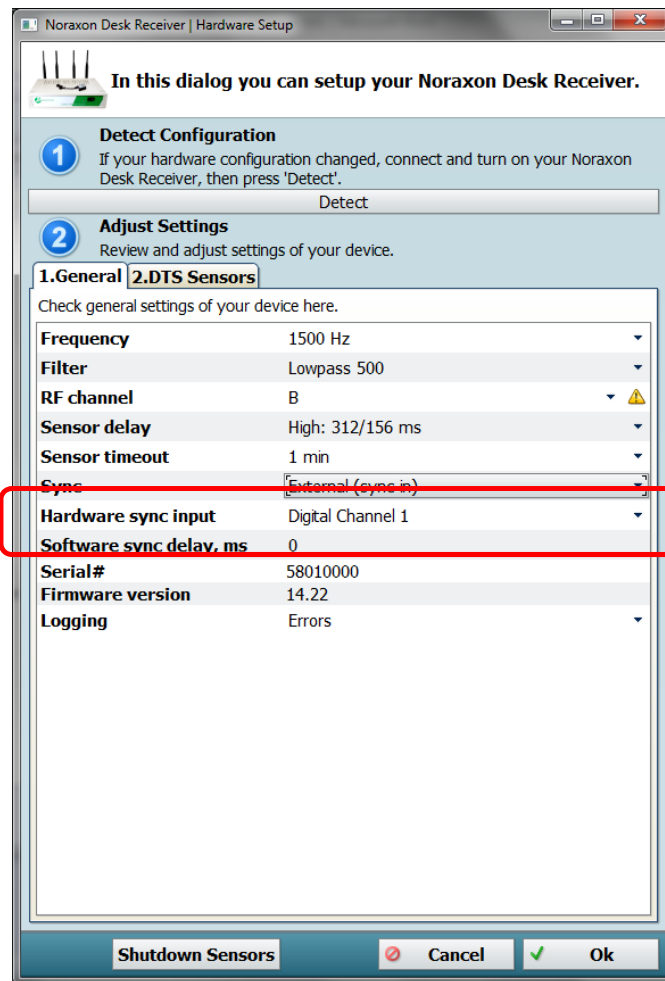 Noraxon Desk Receiver | Hardware Setup
In this dialog you can setup your Noraxon Desk Receiver.
1
Detect Configuration
If your hardware configuration changed, connect and turn on your Noraxon
Desk Receiver, then press 'Detect'.
Detect
2
Adjust Settings
Review and adjust settings of your device.
1.General 2.DTS Sensors
Check general settings of your device here.
Frequency 1500 Hz
Filter Lowpass 500
RF channel B
Sensor delay High: 312/156 ms
Sensor timeout 1 min
Sync External (sync in)
Hardware sync input Digital Channel 1
Software sync delay, ms 0
Serial# 58010000
Firmware version 14.22
Logging Errors
Shutdown Sensors Cancel Ok